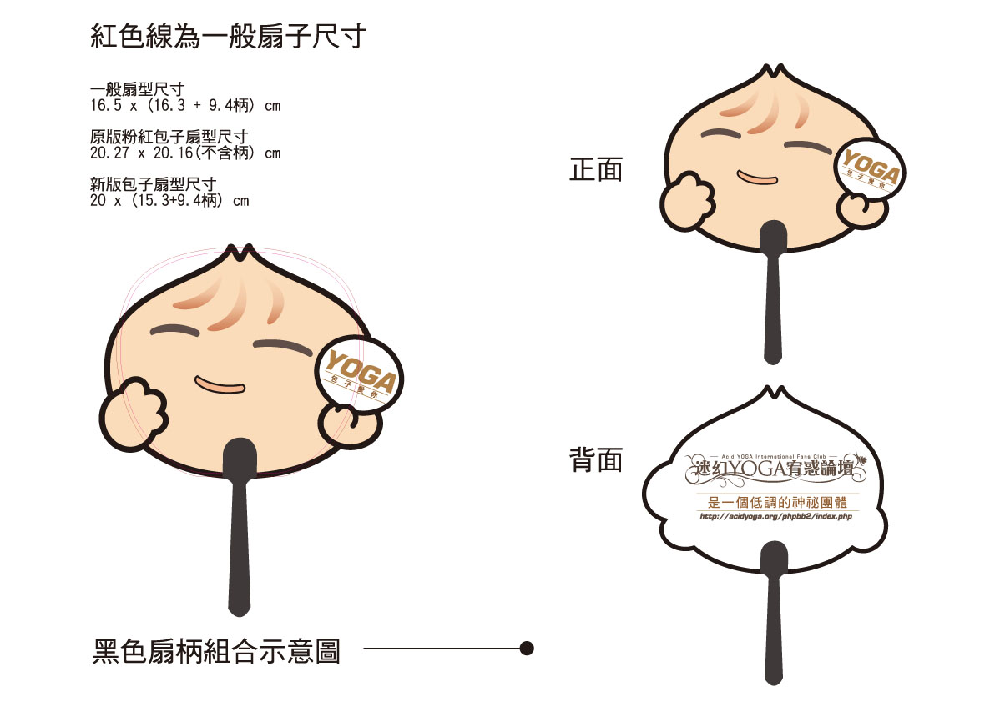 紅色線為一般扇子尺寸
一般扇型尺寸
16.5 x (16.3 + 9.4柄) cm
原版粉紅包子扇型尺寸
20.27 x 20.16(不含柄) cm
新版包子扇型尺寸
20 x (15.3+9.4柄) cm
YOGA
包子愛你
黑色扇柄組合示意圖
正面
YOGA
包子愛你
背面
Acid YOGA International Fans Club
迷幻YOGA宥惑論壇
是一個低調的神祕團體
http://acidyoga.org/phpbb2/index.php